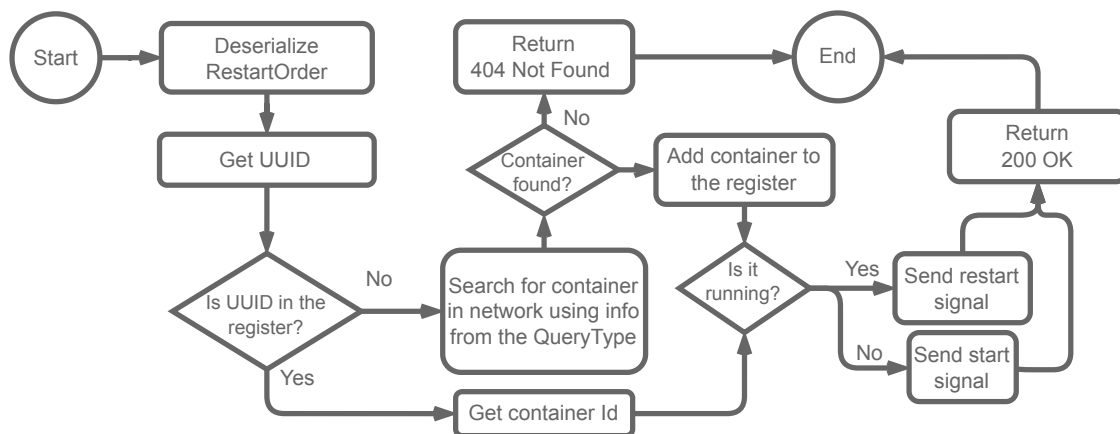 Start
Deserialize
RestartOrder
Get UUID
Is UUID in the
register?
No
Yes
Search for container
in network using info
from the QueryType
Get container Id
Container
found?
No
Return
404 Not Found
Add container to
the register
Is it
running?
Yes
No
Send restart
signal
Send start
signal
Return
200 OK
End